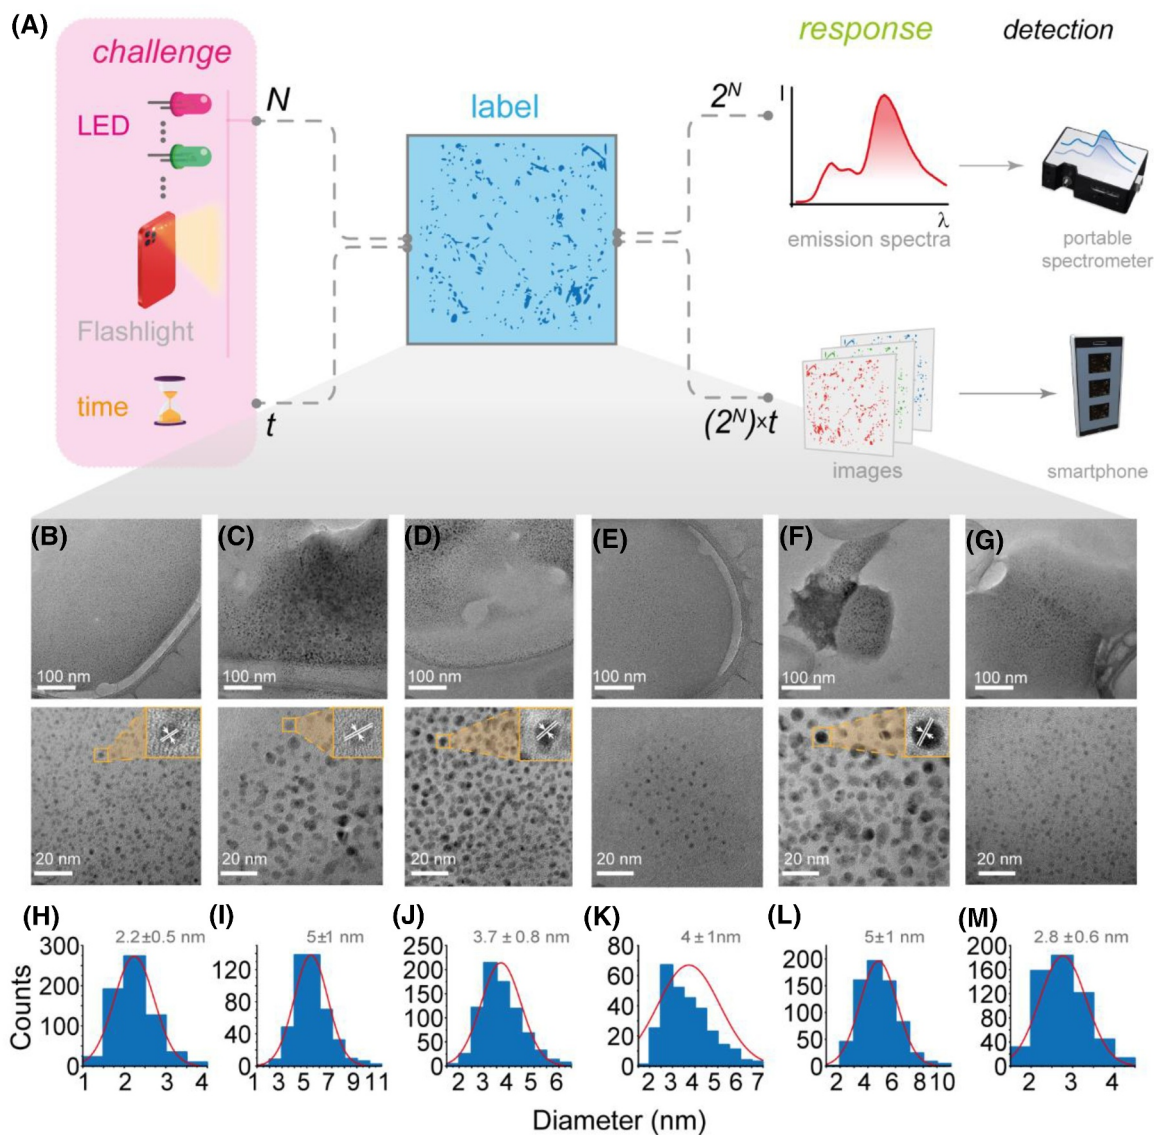 (A)
challenge
LED
Flashlight
time
N
t
label
2^N
(2^N)×t
response
detection
I
λ
emission spectra
portable
spectrometer
images
smartphone
(B)
(C)
(D)
(E)
(F)
(G)
100 nm
100 nm
100 nm
100 nm
100 nm
100 nm
20 nm
20 nm
20 nm
20 nm
20 nm
20 nm
(H)
(I)
(J)
(K)
(L)
(M)
2.2±0.5 nm
5±1 nm
3.7 ± 0.8 nm
4 ± 1nm
5±1 nm
2.8 ±0.6 nm
Counts
300
200
100
0
1 2 3 4
120
80
40
0
1 3 5 7 9 11
250
200
150
100
50
0
2 3 4 5 6
80
60
40
20
0
2 3 4 5 6 7
200
150
100
50
0
2 4 6 8 10
200
160
120
80
40
0
2 3 4
Diameter (nm)